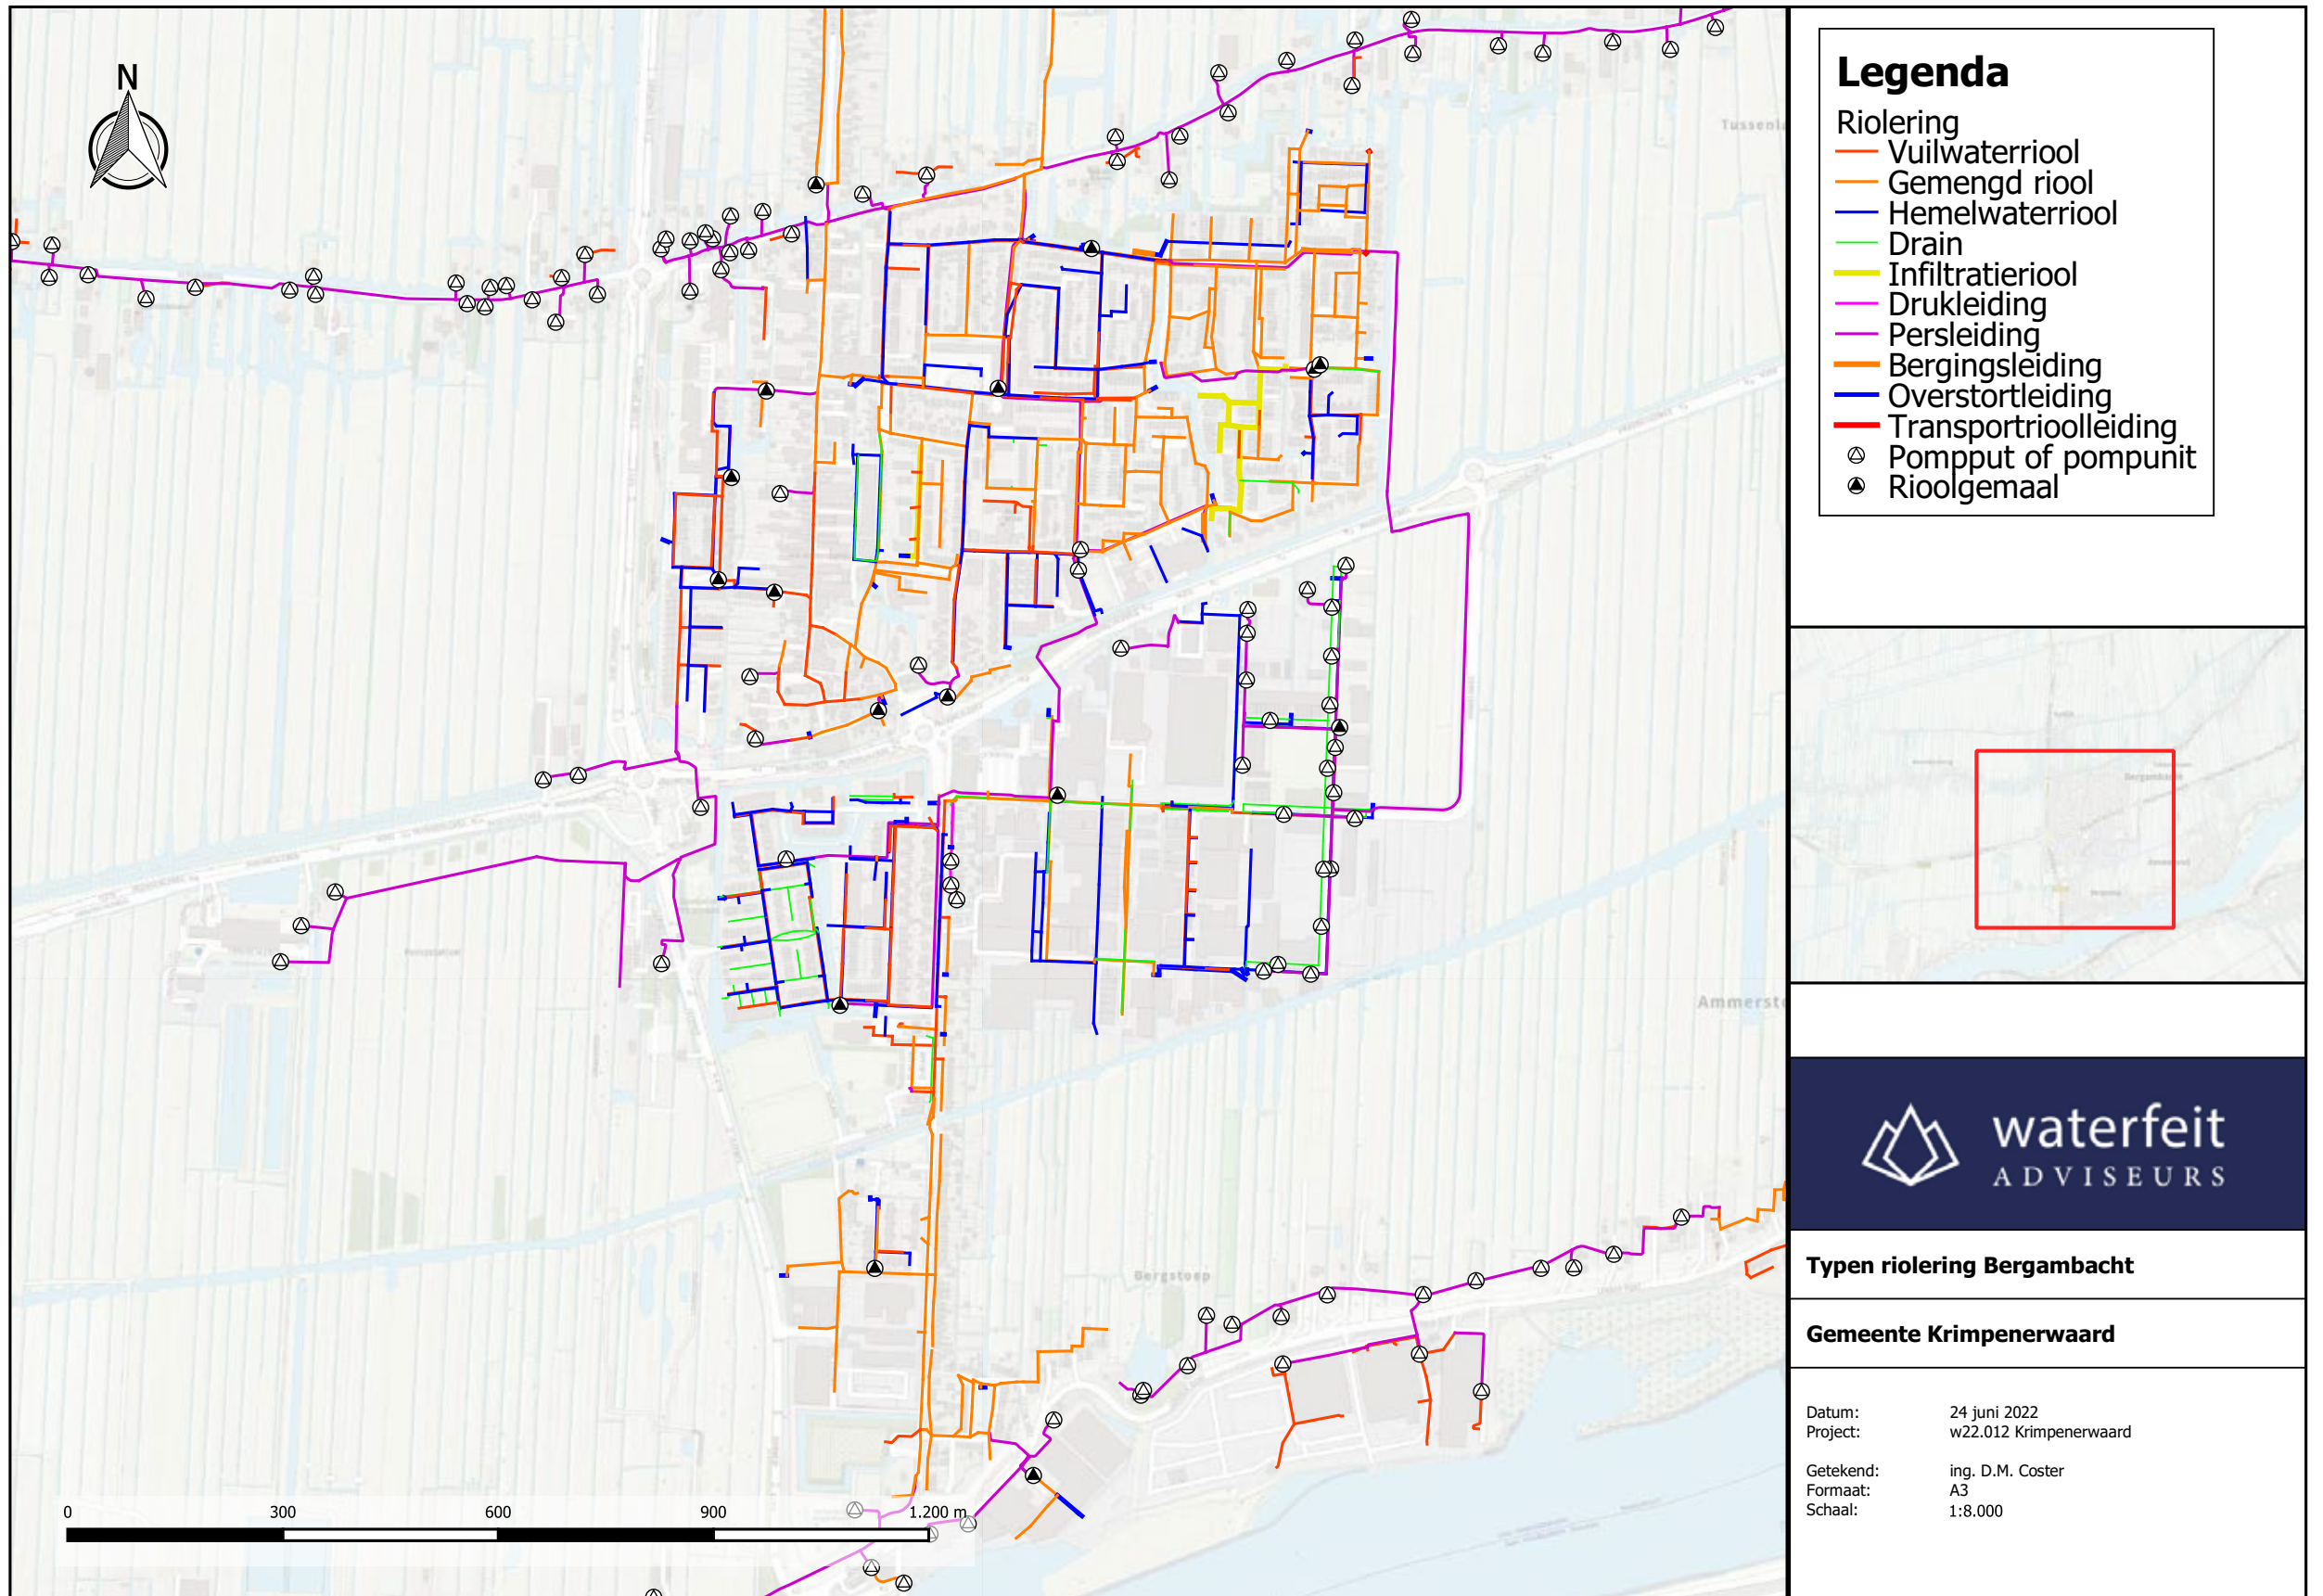 N
Tussenla
Ammersto
Bergstoep
0
300
600
900
1.200 m
Legenda
Riolering
Vuilwaterriool
Gemengd riool
Hemelwaterriool
Drain
Infiltratieriool
Drukleiding
Persleiding
Bergingsleiding
Overstortleiding
Transportrioolleiding
Pompput of pompunit
Rioolgemaal
waterfeit
ADVISEURS
Typen riolering Bergambacht
Gemeente Krimpenerwaard
Datum: 24 juni 2022
Project: w22.012 Krimpenerwaard
Getekend: ing. D.M. Coster
Formaat: A3
Schaal: 1:8.000